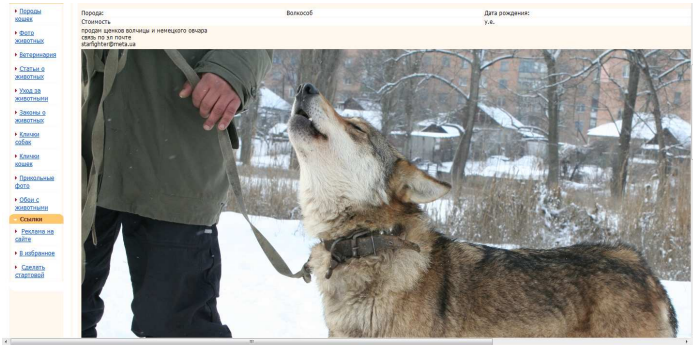 Породы
кошек
Фото
животных
Ветеринария
Статьи о
животных
Уход за
животными
Законы о
животных
Клички
собак
Клички
кошек
Прикольные
фото
Обои с
животными
Ссылки
Реклама на
сайте
В избранное
Сделать
стартовой
Порода: Волкособ Дата рождения:
Стоимость у.е.
продам щенков волчицы и немецкого овчара
связь по эл почте
starfighter@meta.ua